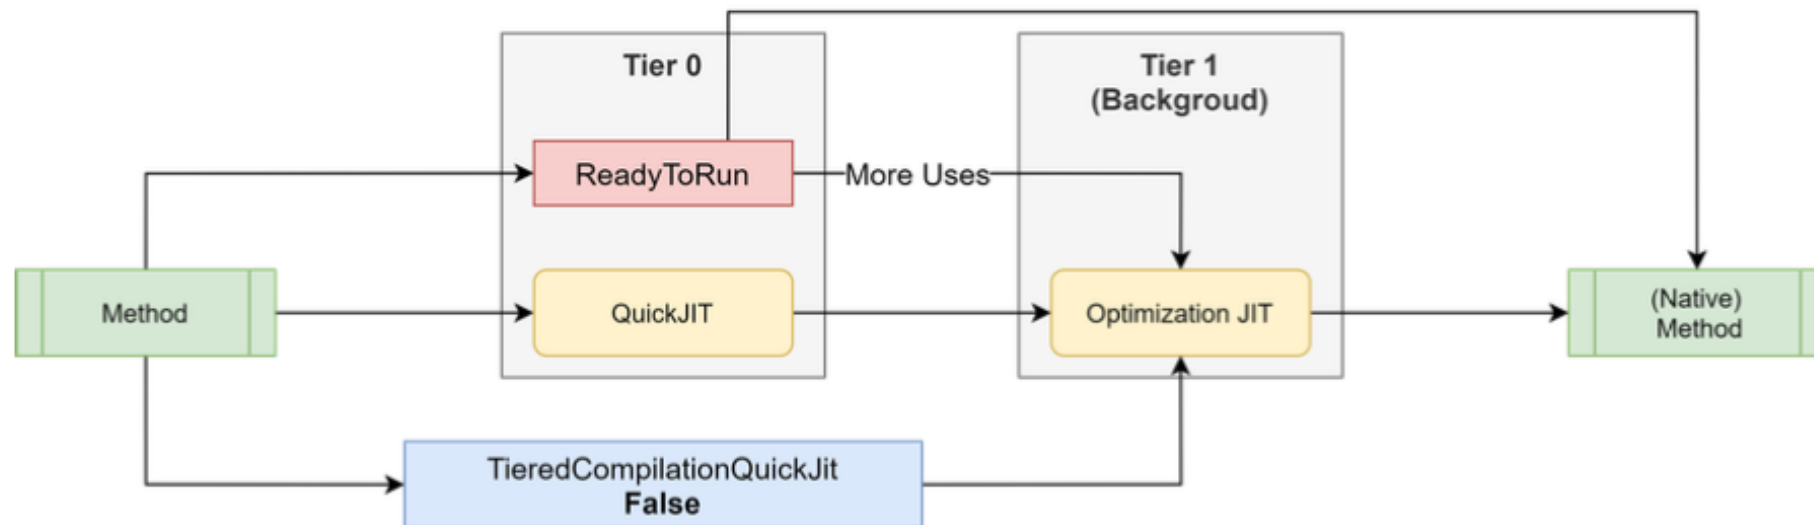 Tier 0
Tier 1
(Backgroud)
ReadyToRun
More Uses
Method
QuickJIT
Optimization JIT
(Native)
Method
TieredCompilationQuickJit
False